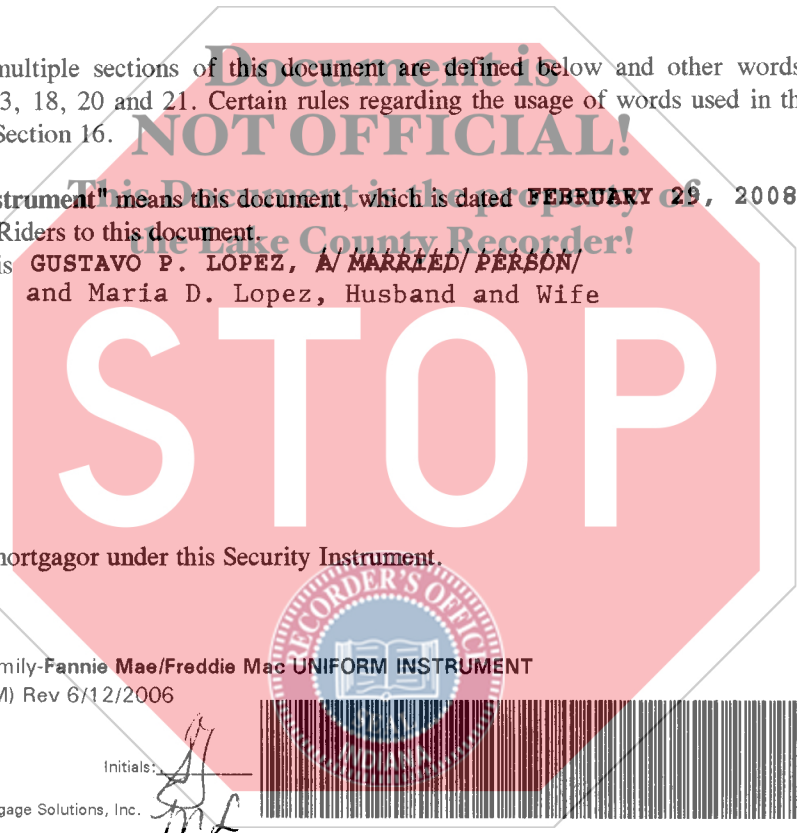 Document is
multiple sections of this document are defined below and other words
3, 18, 20 and 21. Certain rules regarding the usage of words used in th
Section 16.
NOT OFFICIAL!
strument" means this document, which is dated FEBRUARY 29, 2008
This Document is the property of
Riders to this document.
the Lake County Recorder!
is GUSTAVO P. LOPEZ, A MARRIED PERSON
and Maria D. Lopez, Husband and Wife
STOP
mortgagor under this Security Instrument.
RECORDER'S OFFICE
mily-Fannie Mae/Freddie Mac UNIFORM INSTRUMENT
M) Rev 6/12/2006
SEAL
INDIANA
Initials:
gage Solutions, Inc.